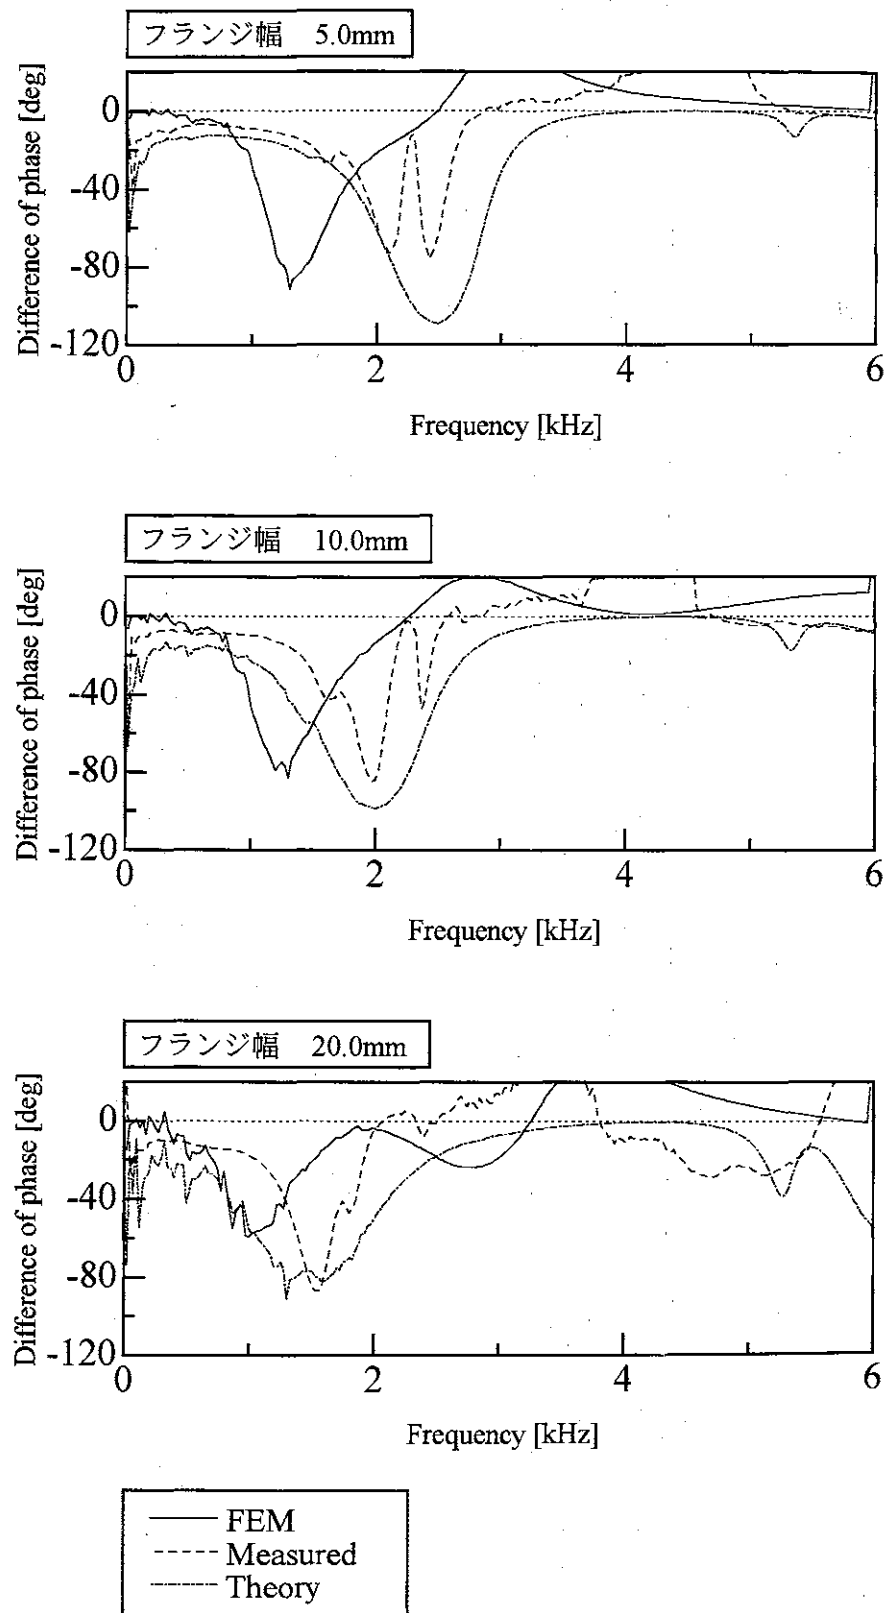 フランジ幅 5.0mm
Difference of phase [deg]
0
-40
-80
-120
0
2
4
6
Frequency [kHz]
フランジ幅 10.0mm
Difference of phase [deg]
0
-40
-80
-120
0
2
4
6
Frequency [kHz]
フランジ幅 20.0mm
Difference of phase [deg]
0
-40
-80
-120
0
2
4
6
Frequency [kHz]
FEM
Measured
Theory